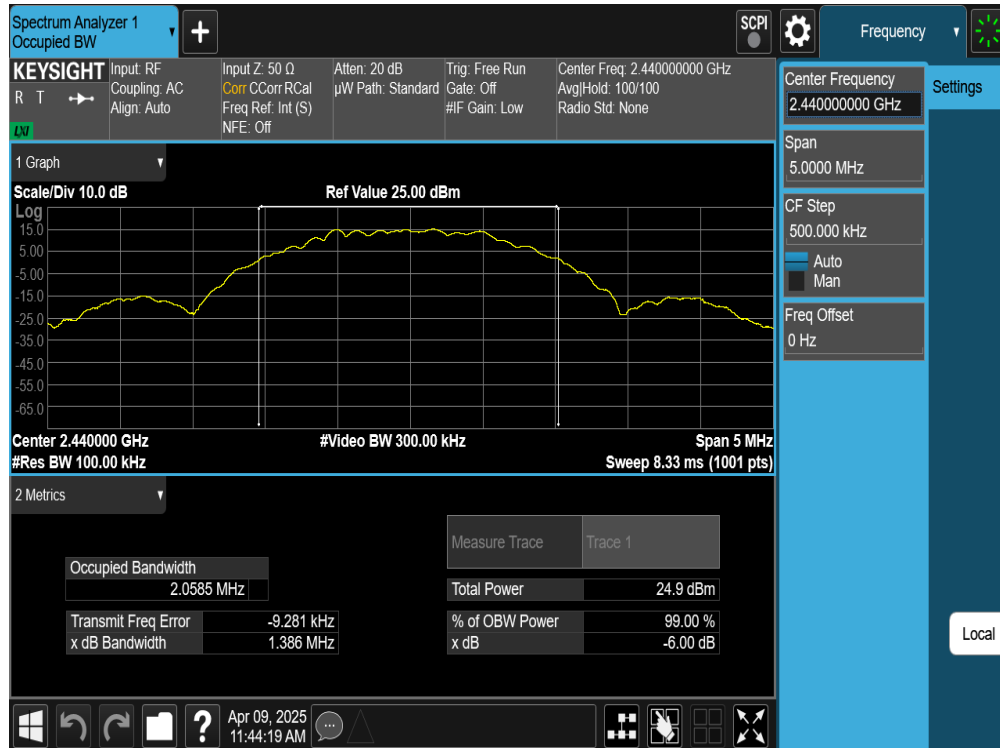 Spectrum Analyzer 1
Occupied BW
+
SCPI
Frequency
KEYSIGHT
R T
LXI
Input: RF
Coupling: AC
Align: Auto
Input Z: 50 Ω
Corr CCorr RCal
Freq Ref: Int (S)
NFE: Off
Atten: 20 dB
µW Path: Standard
Trig: Free Run
Gate: Off
#IF Gain: Low
Center Freq: 2.440000000 GHz
Avg|Hold: 100/100
Radio Std: None
1 Graph
Scale/Div 10.0 dB
Ref Value 25.00 dBm
Log
15.0
5.00
-5.00
-15.0
-25.0
-35.0
-45.0
-55.0
-65.0
Center 2.440000 GHz
#Video BW 300.00 kHz
Span 5 MHz
#Res BW 100.00 kHz
Sweep 8.33 ms (1001 pts)
2 Metrics
Measure Trace
Trace 1
Occupied Bandwidth
2.0585 MHz
Total Power
24.9 dBm
Transmit Freq Error
-9.281 kHz
% of OBW Power
99.00 %
x dB Bandwidth
1.386 MHz
x dB
-6.00 dB
Center Frequency
2.440000000 GHz
Settings
Span
5.0000 MHz
CF Step
500.000 kHz
Auto
Man
Freq Offset
0 Hz
Local
?
Apr 09, 2025
11:44:19 AM